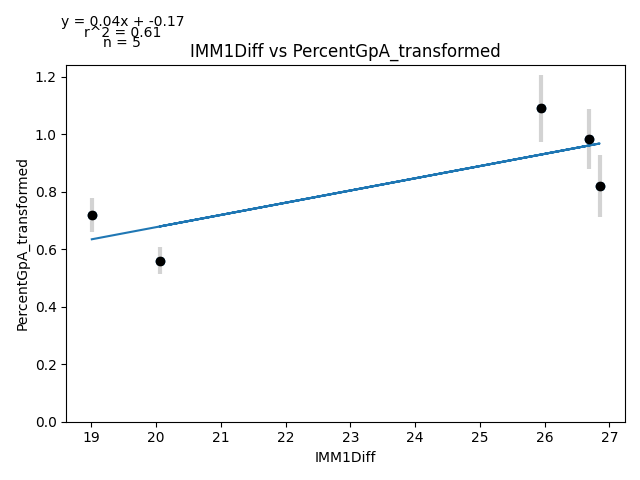 y = 0.04x + -0.17
r^2 = 0.61
n = 5
IMM1Diff vs PercentGpA_transformed
1.2
1.0
0.8
0.6
0.4
0.2
0.0
PercentGpA_transformed
19 20 21 22 23 24 25 26 27
IMM1Diff